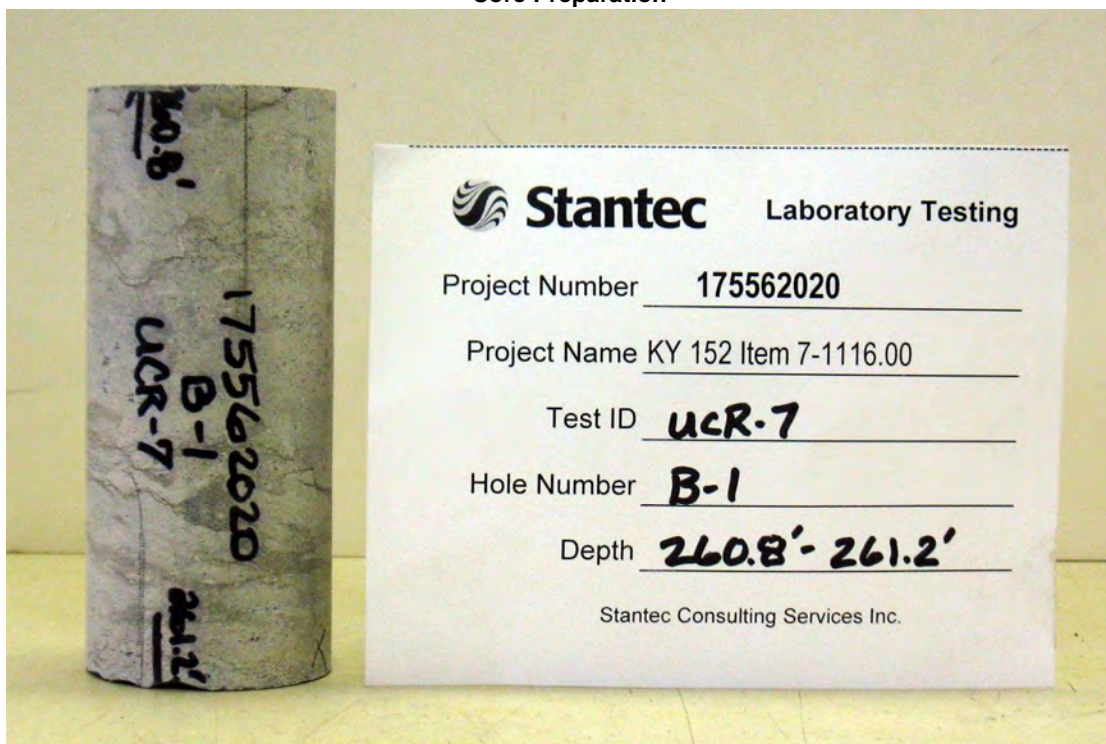 260.8'
175562020
B-1
UCR-7
261.2'
Stantec Laboratory Testing
Project Number 175562020
Project Name KY 152 Item 7-1116.00
Test ID UCR-7
Hole Number B-1
Depth 260.8'- 261.2'
Stantec Consulting Services Inc.